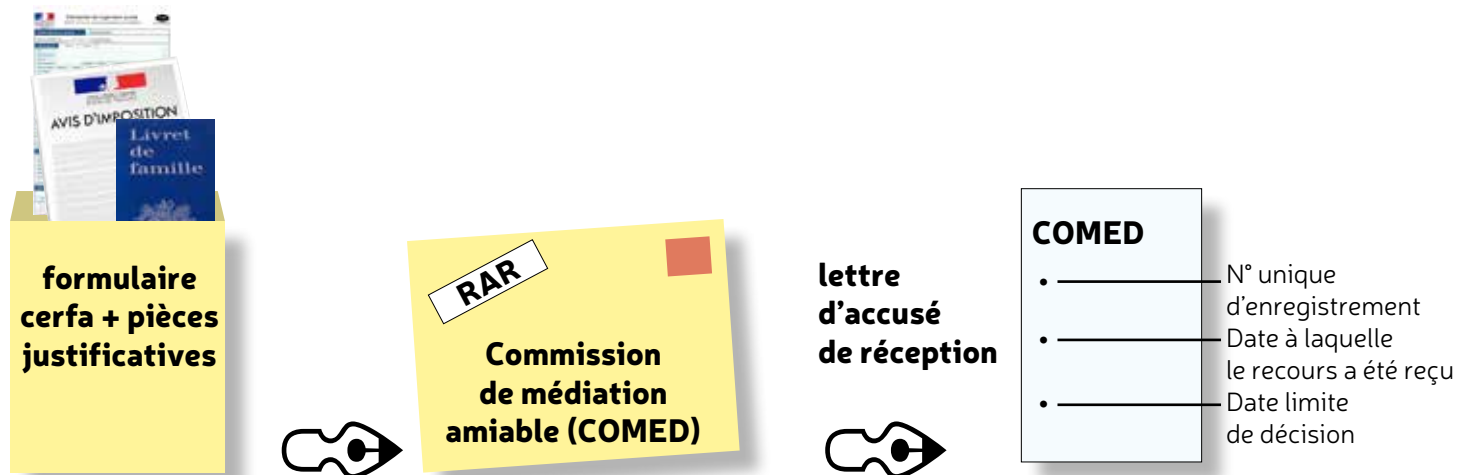 AVIS D'IMPOSITION
Livret
de
famille
formulaire
cerfa + pièces
justificatives
RAR
Commission
de médiation
amiable (COMED)
lettre
d’accusé
de réception
COMED
• N° unique
d’enregistrement
• Date à laquelle
le recours a été reçu
• Date limite
de décision